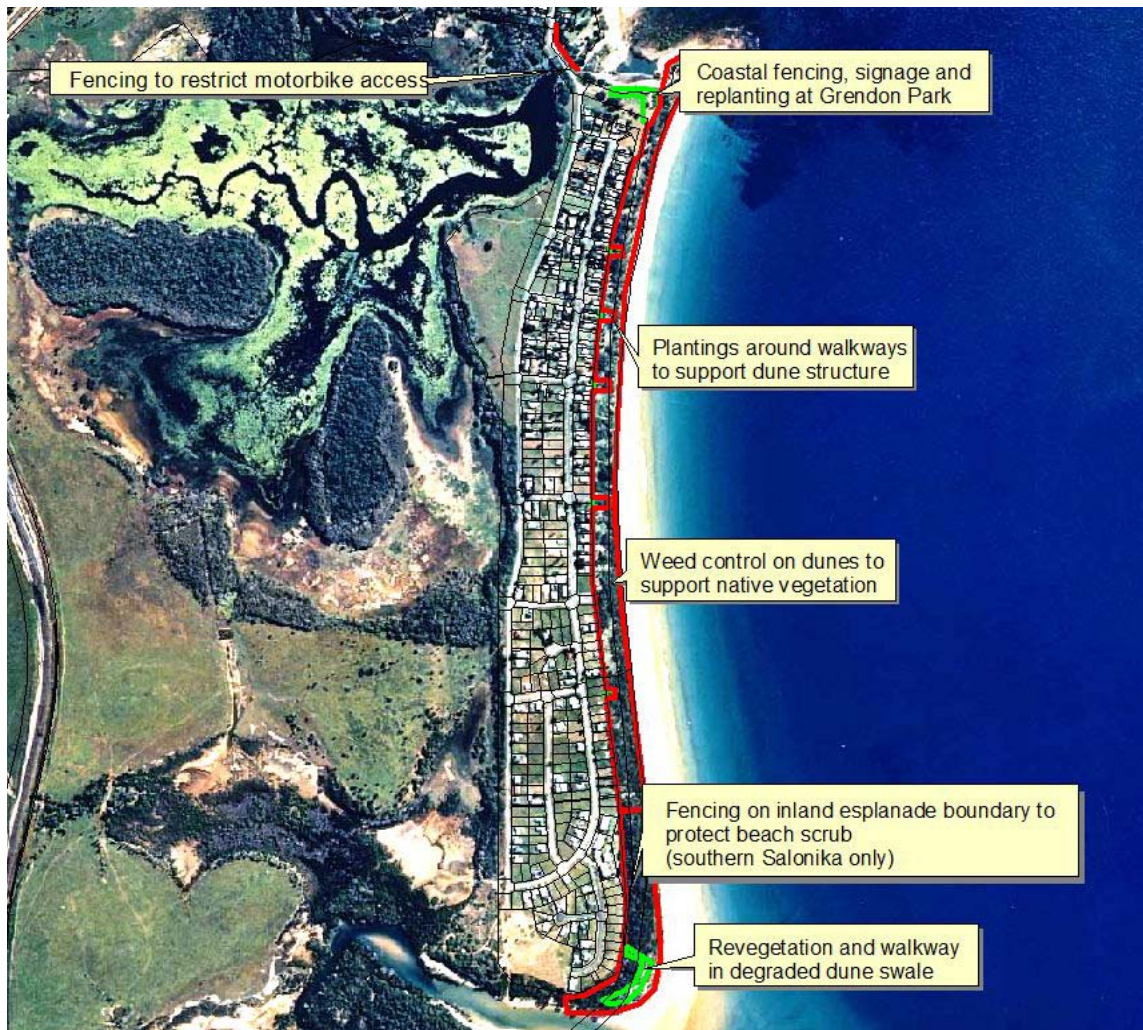 Fencing to restrict motorbike access
Coastal fencing, signage and
replanting at Grendon Park
Plantings around walkways
to support dune structure
Weed control on dunes to
support native vegetation
Fencing on inland esplanade boundary to
protect beach scrub
(southern Salonika only)
Revegetation and walkway
in degraded dune swale